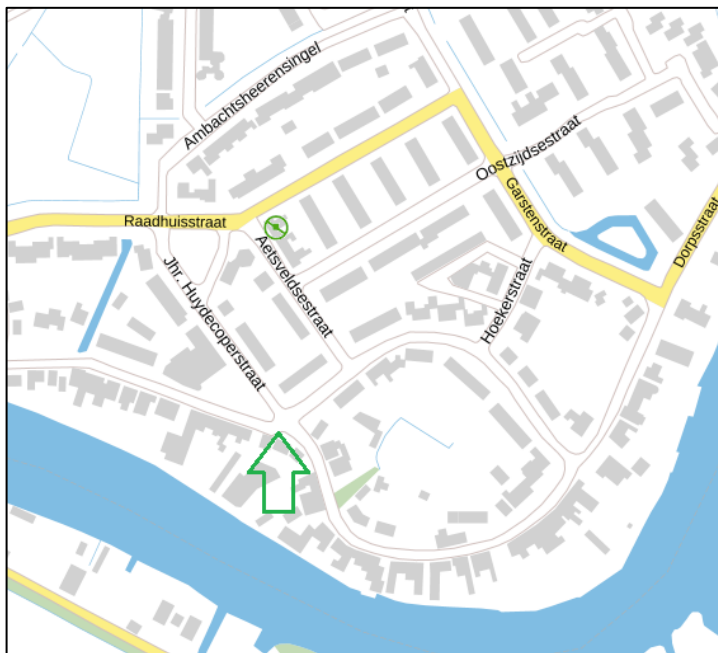 Ambachtsheerensingel
Oostzijdsestraat
Raadhuisstraat
Garstenstraat
Dorpsstraat
Aetsveldsestraat
Jhr. Huydecoperstraat
Hoekerstraat